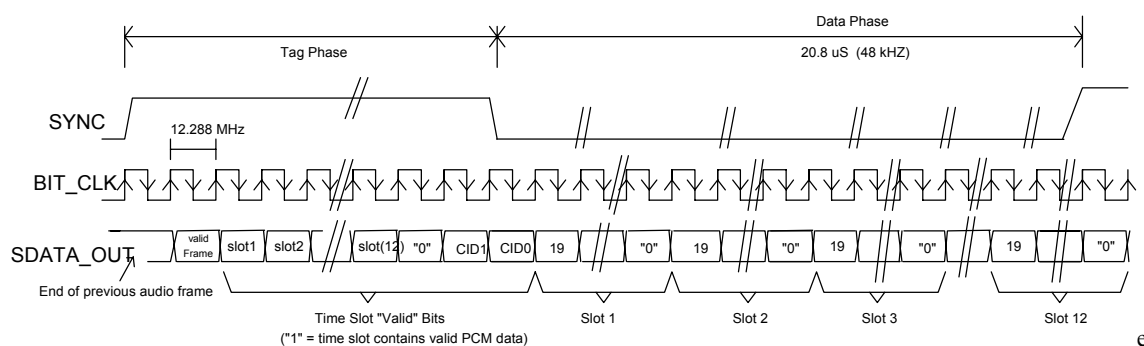 Data Phase
Tag Phase
20.8 uS (48 kHZ)
SYNC
12.288 MHz
BIT_CLK
SDATA_OUT
valid
Frame
slot1
slot2
slot(12)
"0"
CID1
CID0
19
"0"
19
"0"
19
"0"
19
"0"
End of previous audio frame
Time Slot "Valid" Bits
("1" = time slot contains valid PCM data)
Slot 1
Slot 2
Slot 3
Slot 12
e